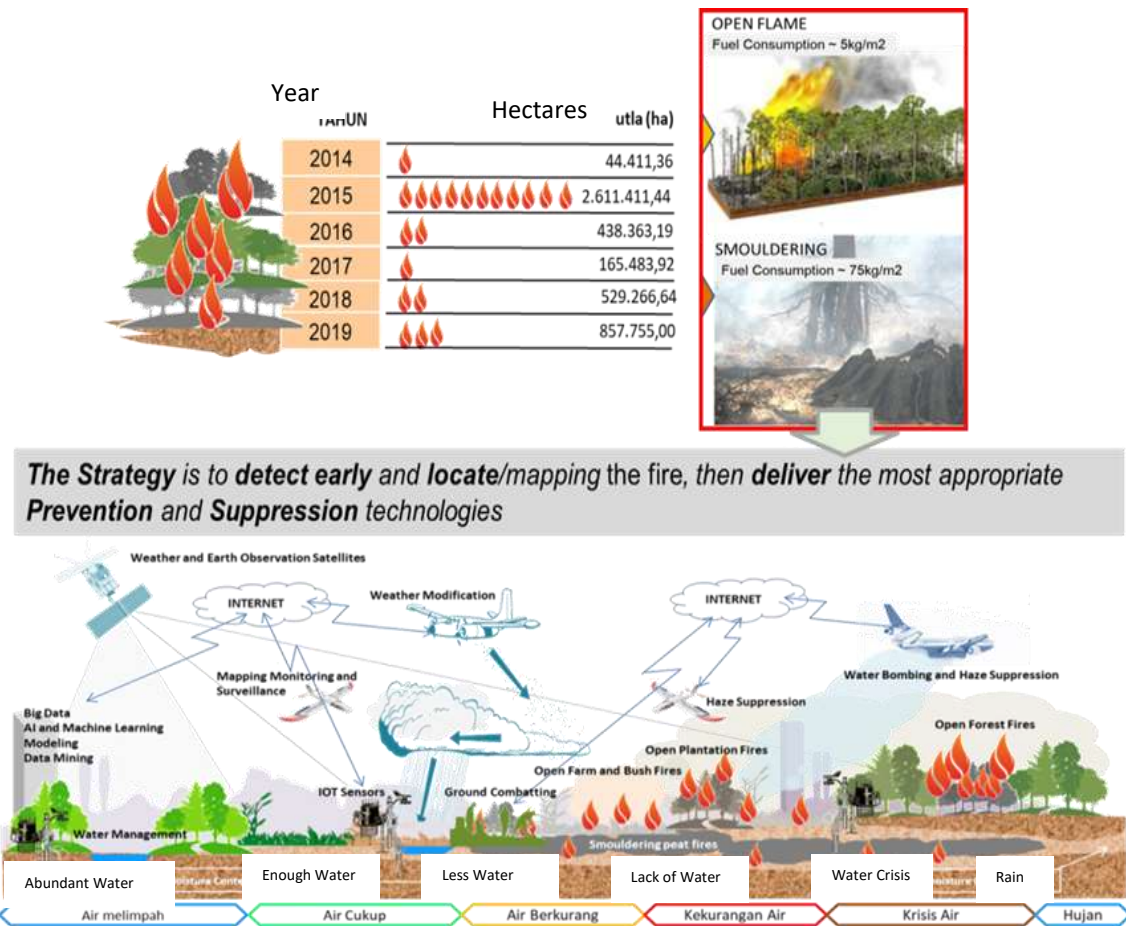 Year
Hectares
TAHUN
utla (ha)
2014
44.411,36
2015
2.611.411,44
2016
438.363,19
2017
165.483,92
2018
529.266,64
2019
857.755,00
OPEN FLAME
Fuel Consumption ~ 5kg/m2
SMOULDERING
Fuel Consumption ~ 75kg/m2
The Strategy is to detect early and locate/mapping the fire, then deliver the most appropriate
Prevention and Suppression technologies
Weather and Earth Observation Satellites
INTERNET
Weather Modification
INTERNET
Mapping Monitoring and
Surveillance
Water Bombing and Haze Suppression
Haze Suppression
Big Data
AI and Machine Learning
Modeling
Data Mining
Open Forest Fires
Open Plantation Fires
Open Farm and Bush Fires
IOT Sensors
Ground Combatting
Water Management
Smouldering peat fires
Abundant Water
Enough Water
Less Water
Lack of Water
Water Crisis
Rain
Air melimpah
Air Cukup
Air Berkurang
Kekurangan Air
Krisis Air
Hujan